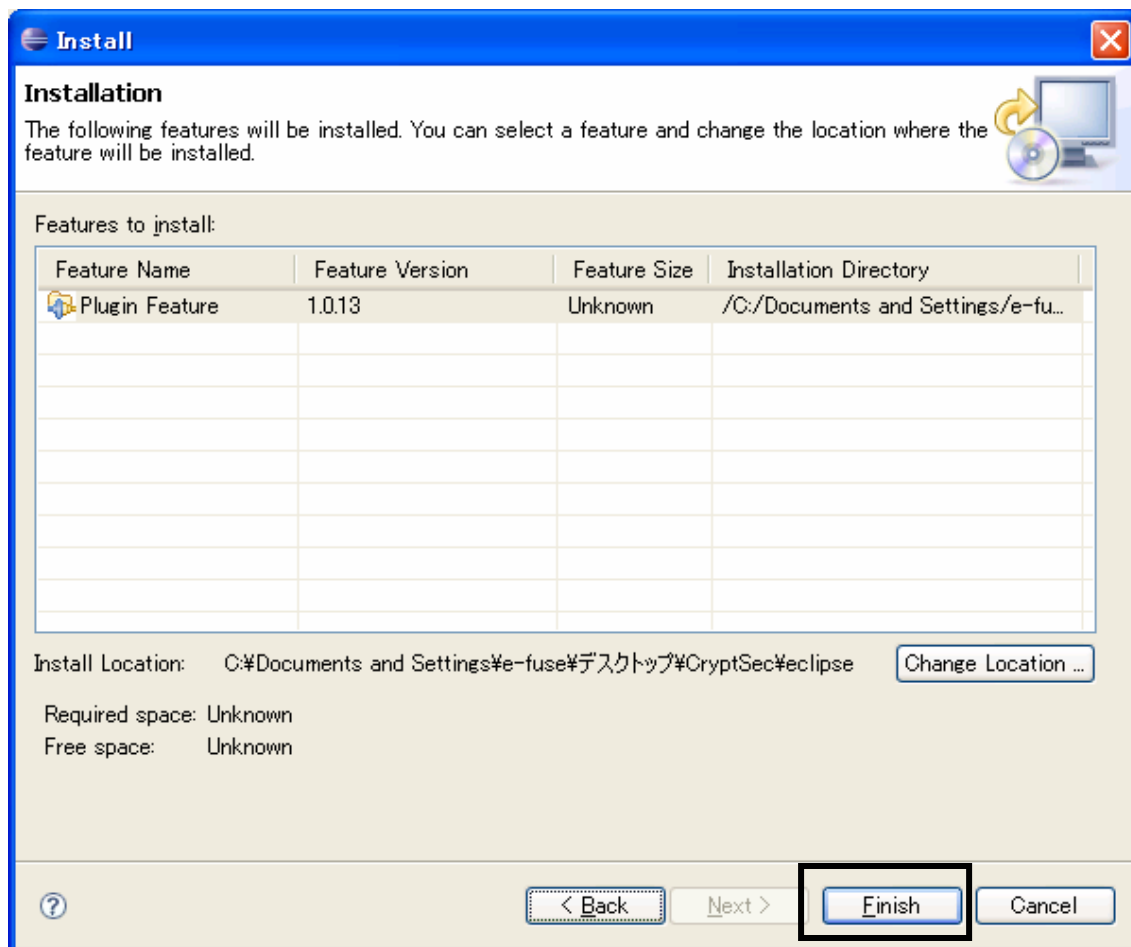 Install
Installation
The following features will be installed. You can select a feature and change the location where the
feature will be installed.
Features to install:
Feature Name Feature Version Feature Size Installation Directory
Plugin Feature 1.0.13 Unknown /C:/Documents and Settings/e-fu...
Install Location: C:¥Documents and Settings¥e-fuse¥デスクトップ¥CryptSec¥eclipse Change Location ...
Required space: Unknown
Free space: Unknown
? < Back Next > Finish Cancel